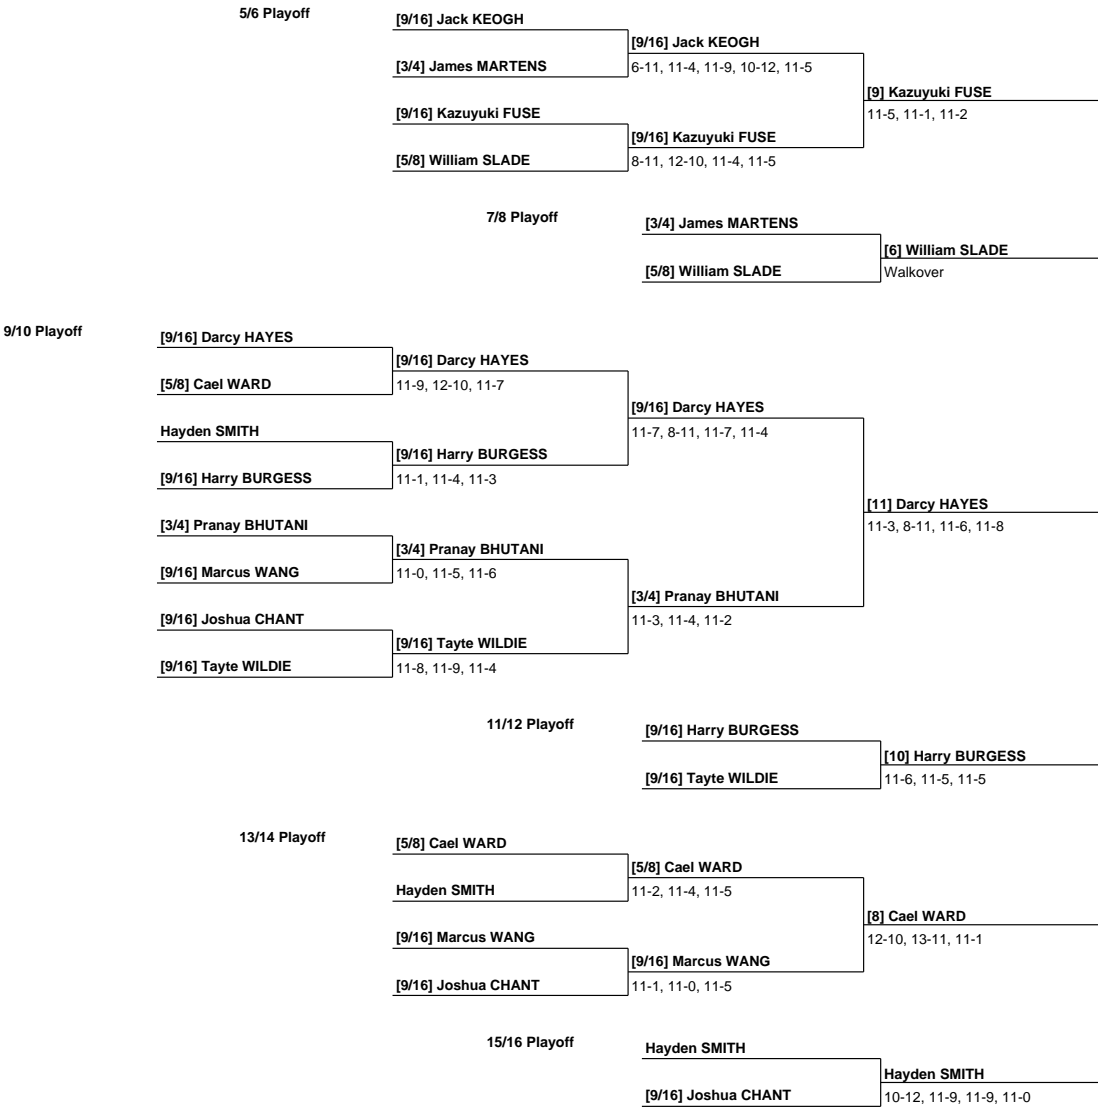 5/6 Playoff
[9/16] Jack KEOGH
[9/16] Jack KEOGH
[3/4] James MARTENS
6-11, 11-4, 11-9, 10-12, 11-5
[9] Kazuyuki FUSE
[9/16] Kazuyuki FUSE
11-5, 11-1, 11-2
[9/16] Kazuyuki FUSE
[5/8] William SLADE
8-11, 12-10, 11-4, 11-5
7/8 Playoff
[3/4] James MARTENS
[6] William SLADE
[5/8] William SLADE
Walkover
9/10 Playoff
[9/16] Darcy HAYES
[9/16] Darcy HAYES
[5/8] Cael WARD
11-9, 12-10, 11-7
[9/16] Darcy HAYES
Hayden SMITH
11-7, 8-11, 11-7, 11-4
[9/16] Harry BURGESS
[9/16] Harry BURGESS
11-1, 11-4, 11-3
[11] Darcy HAYES
[3/4] Pranay BHUTANI
11-3, 8-11, 11-6, 11-8
[3/4] Pranay BHUTANI
[9/16] Marcus WANG
11-0, 11-5, 11-6
[3/4] Pranay BHUTANI
[9/16] Joshua CHANT
11-3, 11-4, 11-2
[9/16] Tayte WILDIE
[9/16] Tayte WILDIE
11-8, 11-9, 11-4
11/12 Playoff
[9/16] Harry BURGESS
[10] Harry BURGESS
[9/16] Tayte WILDIE
11-6, 11-5, 11-5
13/14 Playoff
[5/8] Cael WARD
[5/8] Cael WARD
Hayden SMITH
11-2, 11-4, 11-5
[8] Cael WARD
[9/16] Marcus WANG
12-10, 13-11, 11-1
[9/16] Marcus WANG
[9/16] Joshua CHANT
11-1, 11-0, 11-5
15/16 Playoff
Hayden SMITH
Hayden SMITH
[9/16] Joshua CHANT
10-12, 11-9, 11-9, 11-0